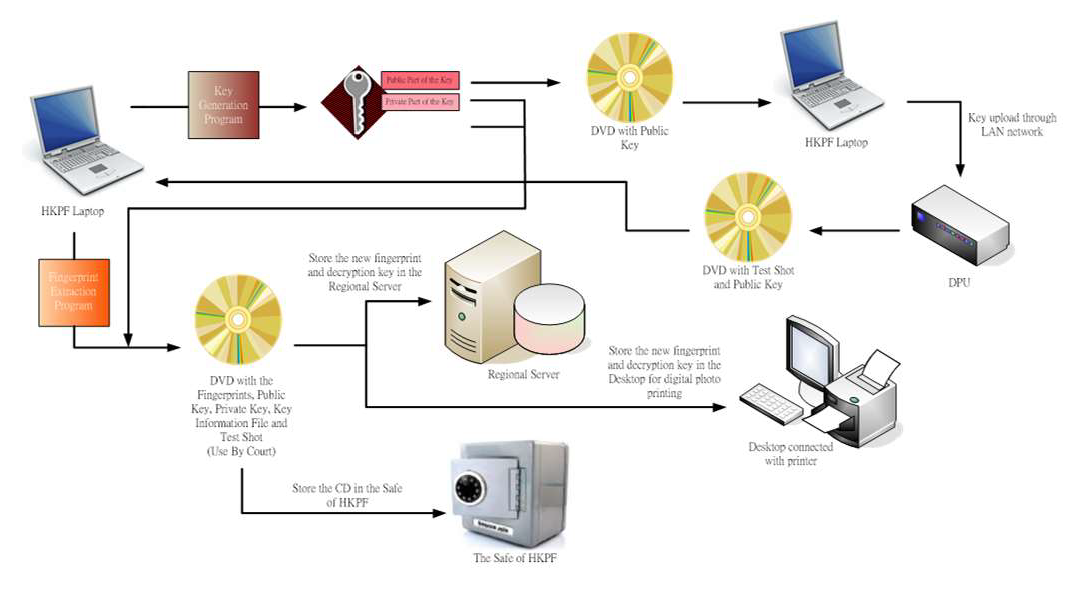 Key
Generation
Program
Public Part of the Key
Private Part of the Key
DVD with Public
Key
HKPF Laptop
Key upload through
LAN network
HKPF Laptop
DVD with Test Shot
and Public Key
DPU
Fingerprint
Extraction
Program
Store the new fingerprint
and decryption key in the
Regional Server
Regional Server
Store the new fingerprint
and decryption key in the
Desktop for digital photo
printing
DVD with the
Fingerprints, Public
Key, Private Key, Key
Information File and
Test Shot
(Use By Court)
Desktop connected
with printer
Store the CD in the Safe
of HKPF
The Safe of HKPF